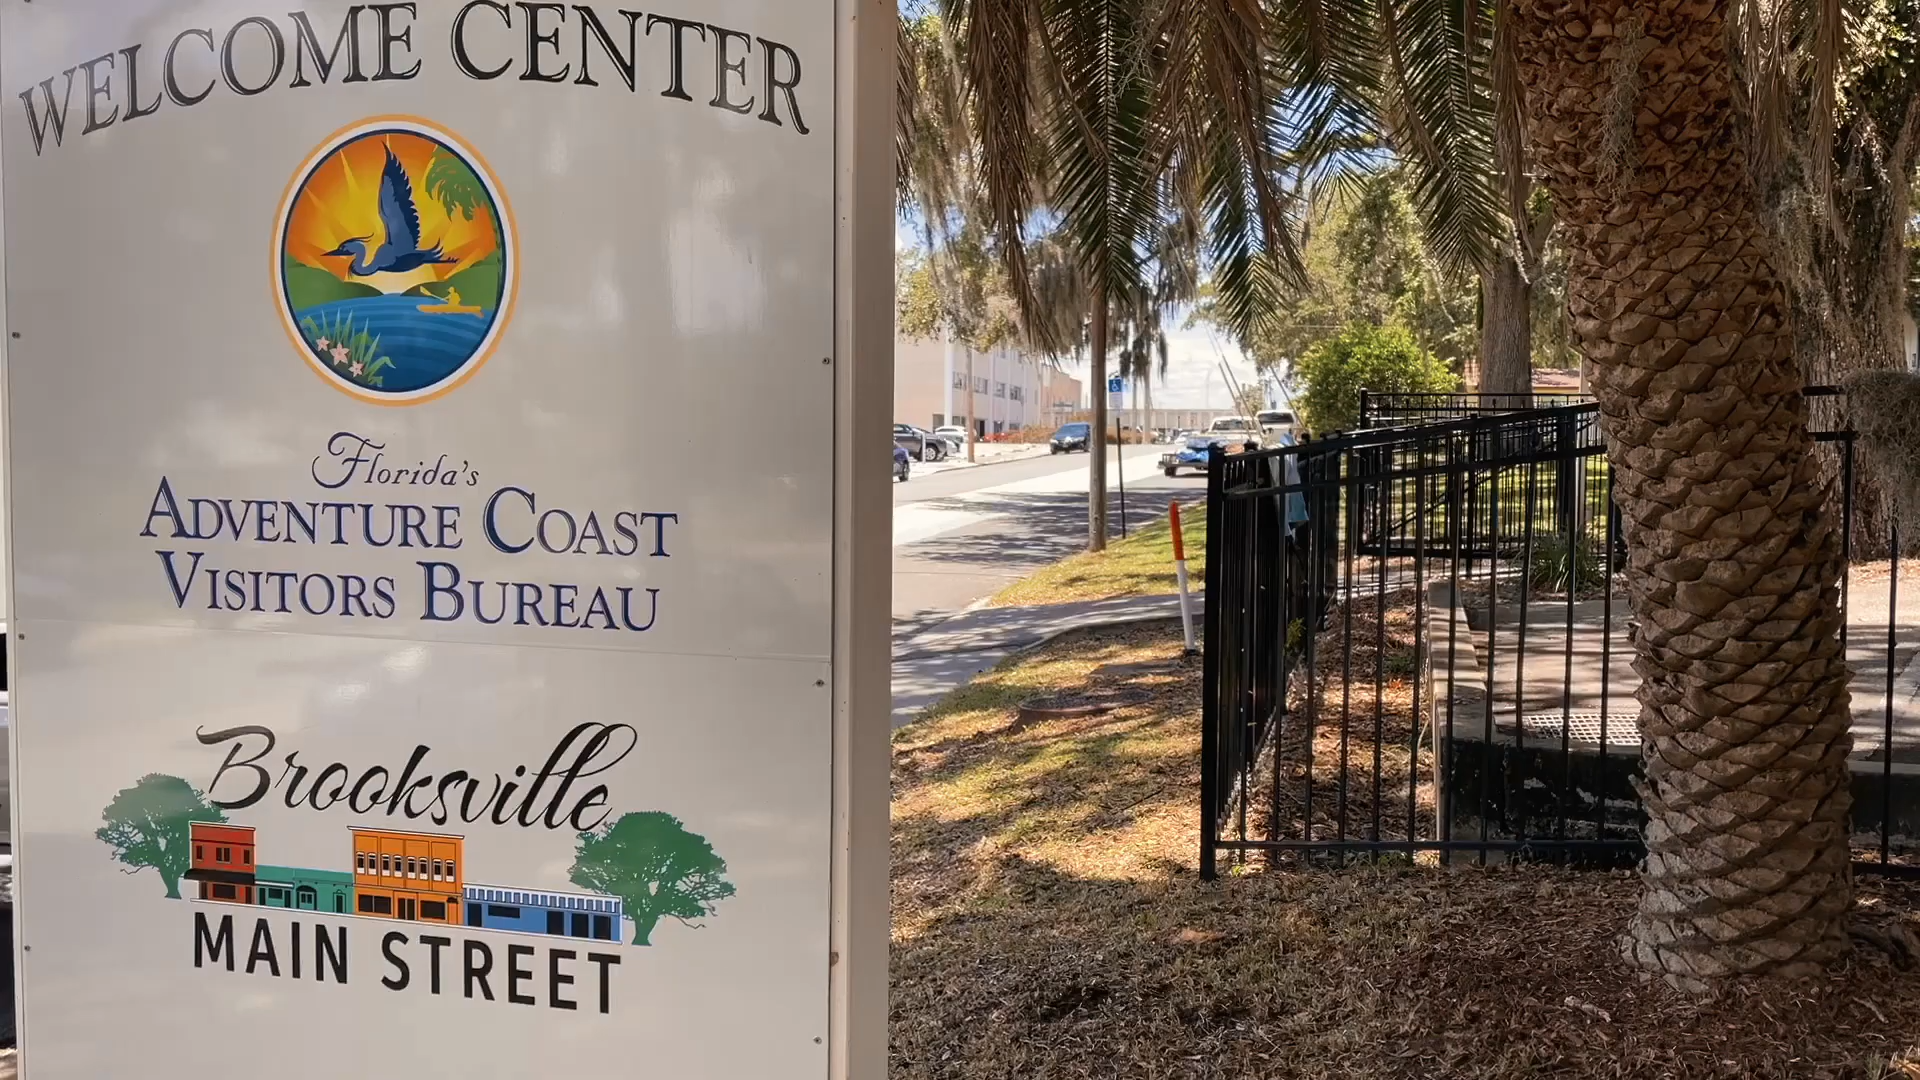 WELCOME CENTER
Florida's
ADVENTURE COAST
VISITORS BUREAU
Brooksville
MAIN STREET